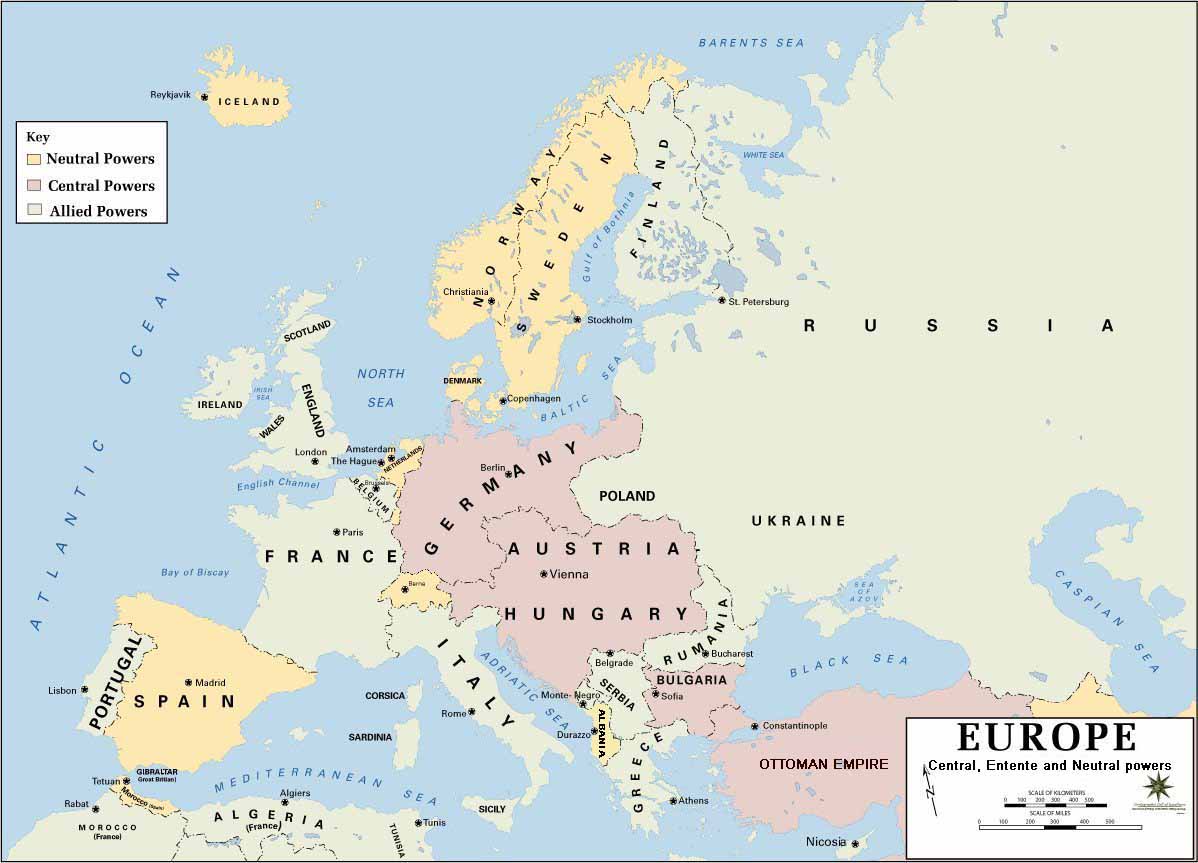 BARENTS SEA
Reykjavik
ICELAND
Key
Neutral Powers
Central Powers
Allied Powers
WHITE SEA
NORWAY
SWEDEN
FINLAND
Gulf of Bothnia
Christiania
Stockholm
St. Petersburg
RUSSIA
ATLANTIC OCEAN
SCOTLAND
NORTH
SEA
DENMARK
Copenhagen
BALTIC SEA
IRISH
SEA
IRELAND
ENGLAND
WALES
London
Amsterdam
The Hague
NETHERLANDS
Brussels
BELGIUM
English Channel
Berlin
GERMANY
POLAND
UKRAINE
Paris
FRANCE
AUSTRIA
Vienna
HUNGARY
Bay of Biscay
Berne
SEA
OF
AZOV
CASPIAN SEA
RUMANIA
Bucharest
BLACK SEA
Belgrade
ITALY
ADRIATIC SEA
SERBIA
BULGARIA
Sofia
PORTUGAL
Lisbon
Madrid
SPAIN
CORSICA
Rome
Monte- Negro
ALBANIA
Durazzo
SARDINIA
GREECE
Constantinople
OTTOMAN EMPIRE
GIBRALTAR
(Great Britian)
Tetuan
Morocco (Spain)
MEDITERRANEAN SEA
Rabat
MOROCCO
(France)
Algiers
ALGERIA
(France)
Tunis
TUNISIA
SICILY
Athens
Nicosia
EUROPE
Central, Entente and Neutral powers
SCALE OF KILOMETERS
0 100 200 300 400 500
SCALE OF MILES
0 100 200 300 400 500